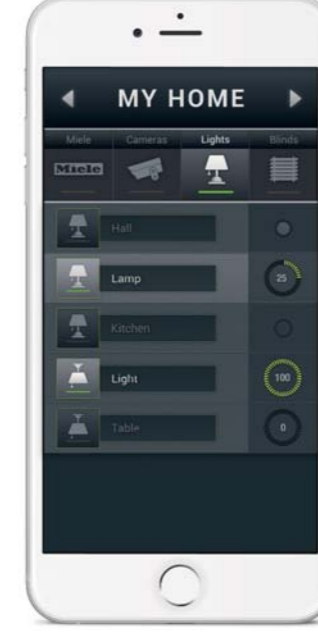 MY HOME
Miele Cameras Lights Blinds
Miele
Hall
Lamp 25
Kitchen
Light 100
Table 0